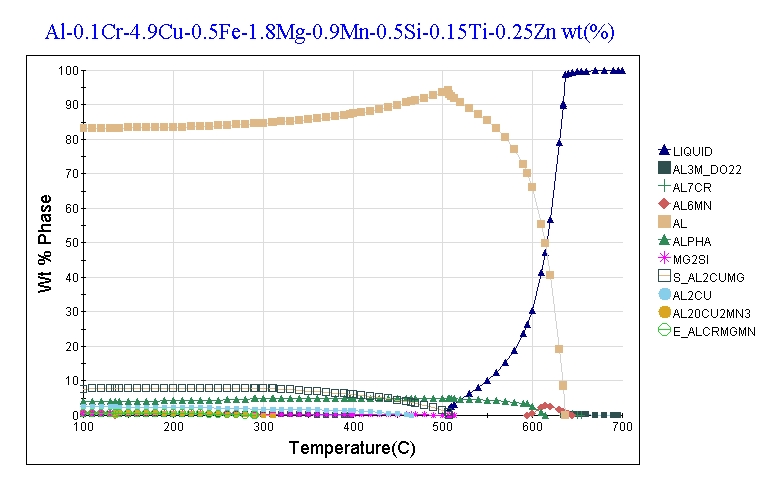 Al-0.1Cr-4.9Cu-0.5Fe-1.8Mg-0.9Mn-0.5Si-0.15Ti-0.25Zn wt(%)
100
90
80
70
60
50
40
30
20
10
0
Wt % Phase
100 200 300 400 500 600 700
Temperature(C)
LIQUID
AL3M_DO22
AL7CR
AL6MN
AL
ALPHA
MG2SI
S_AL2CUMG
AL2CU
AL20CU2MN3
E_ALCRMGMN